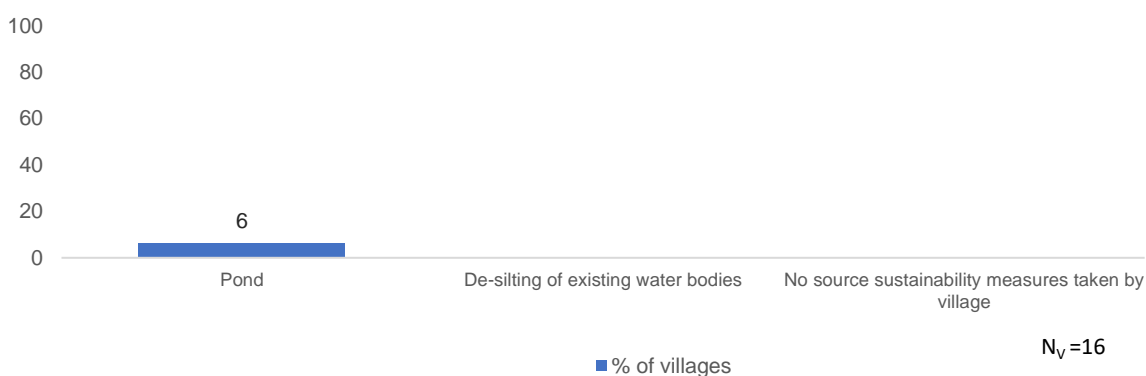 100
80
60
40
20
0
6
Pond
De-silting of existing water bodies
No source sustainability measures taken by
village
N_V =16
% of villages